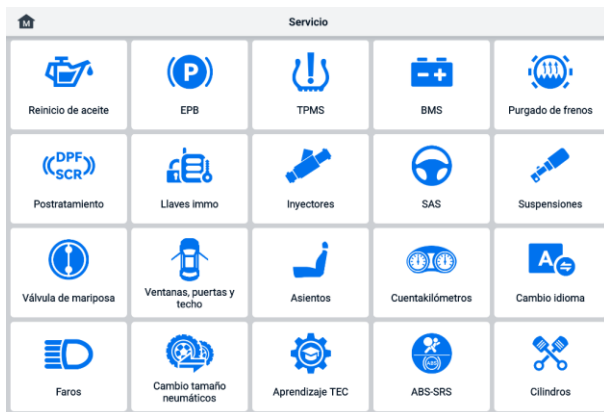 M
Servicio
P
Reinicio de aceite
EPB
TPMS
BMS
Purgado de frenos
DPF
SCR
Postratamiento
Llaves immo
Inyectores
SAS
Suspensiones
Válvula de mariposa
Ventanas, puertas y
techo
Asientos
Cuentakilómetros
A
Cambio idioma
Faros
Cambio tamaño
neumáticos
Aprendizaje TEC
ABS
ABS-SRS
Cilindros